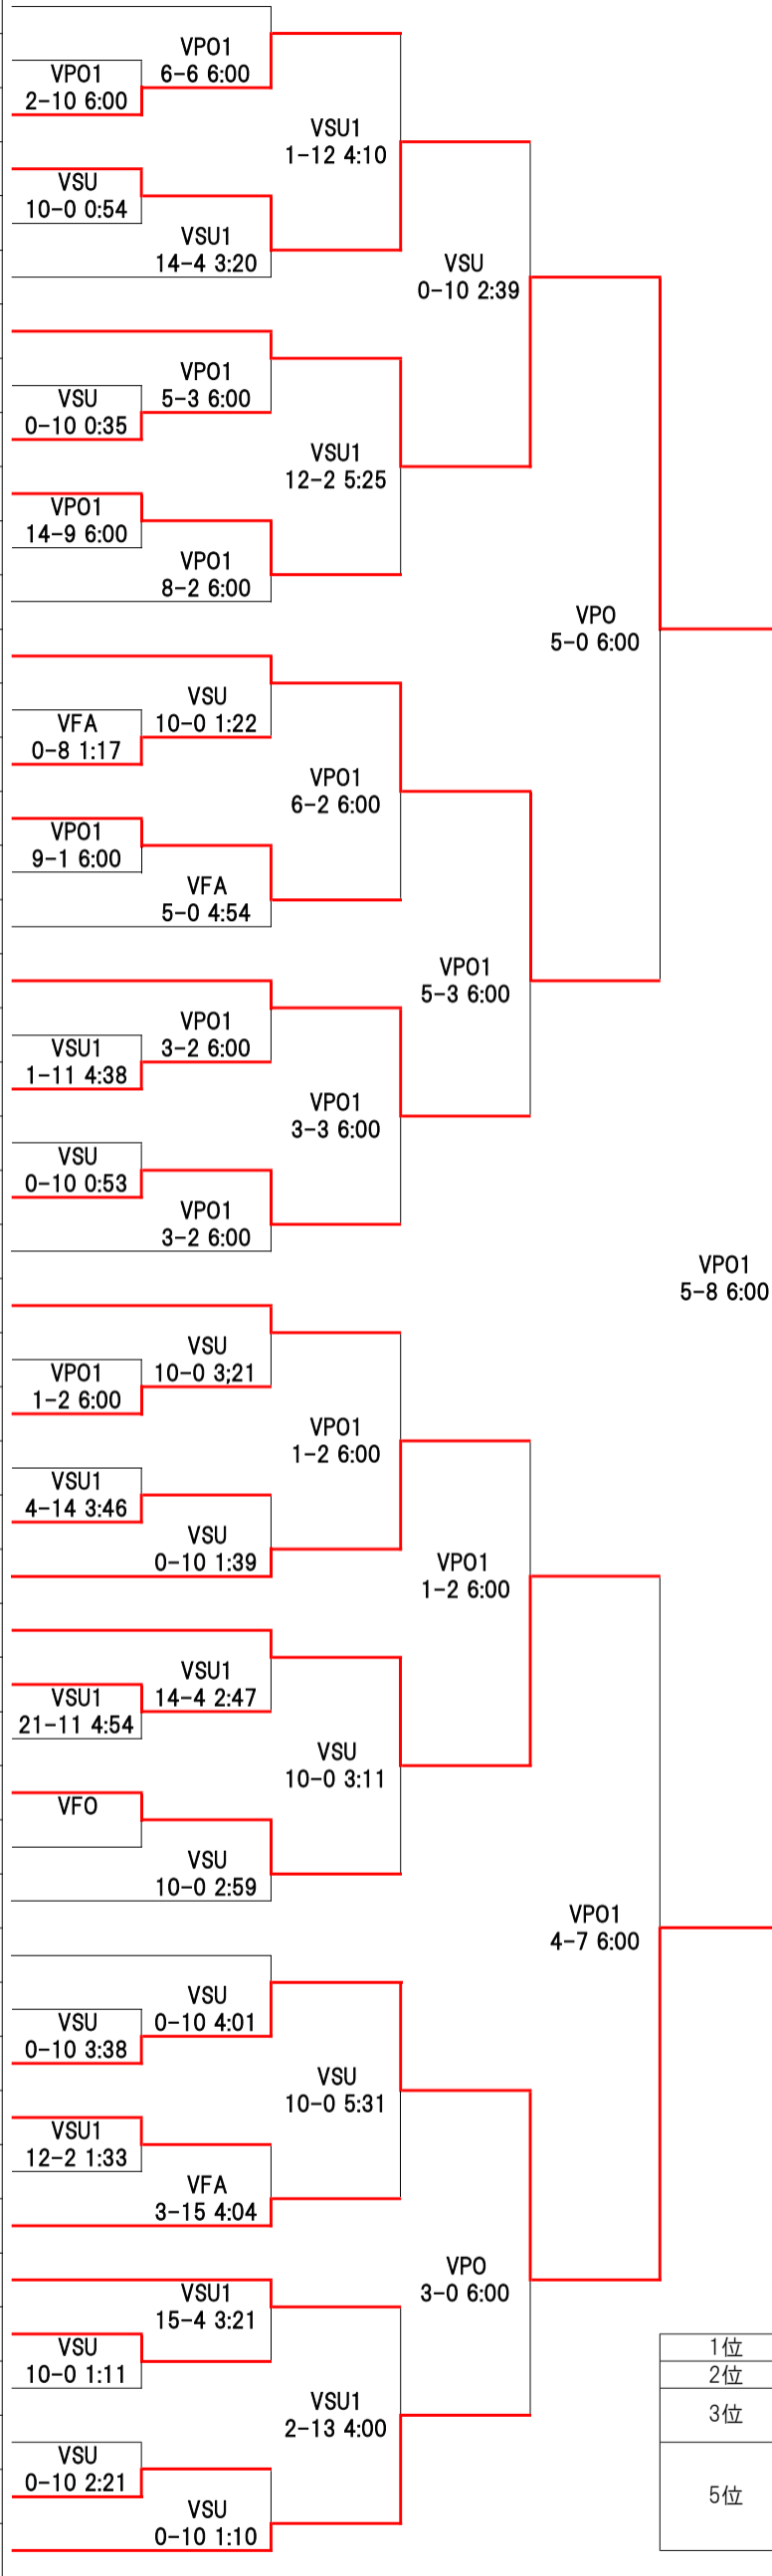 VPO1
6-6 6:00
VPO1
2-10 6:00
VSU1
1-12 4:10
VSU
10-0 0:54
VSU1
14-4 3:20
VSU
0-10 2:39
VPO1
5-3 6:00
VSU
0-10 0:35
VSU1
12-2 5:25
VPO1
14-9 6:00
VPO1
8-2 6:00
VPO
5-0 6:00
VSU
10-0 1:22
VFA
0-8 1:17
VPO1
6-2 6:00
VPO1
9-1 6:00
VFA
5-0 4:54
VPO1
5-3 6:00
VPO1
3-2 6:00
VSU1
1-11 4:38
VPO1
3-3 6:00
VSU
0-10 0:53
VPO1
3-2 6:00
VPO1
5-8 6:00
VSU
10-0 3;21
VPO1
1-2 6:00
VPO1
1-2 6:00
VSU1
4-14 3:46
VSU
0-10 1:39
VPO1
1-2 6:00
VSU1
14-4 2:47
VSU1
21-11 4:54
VSU
10-0 3:11
VFO
VSU
10-0 2:59
VPO1
4-7 6:00
VSU
0-10 4:01
VSU
0-10 3:38
VSU
10-0 5:31
VSU1
12-2 1:33
VFA
3-15 4:04
VPO
3-0 6:00
VSU1
15-4 3:21
VSU
10-0 1:11
VSU1
2-13 4:00
VSU
0-10 2:21
VSU
0-10 1:10
1位
2位
3位
5位